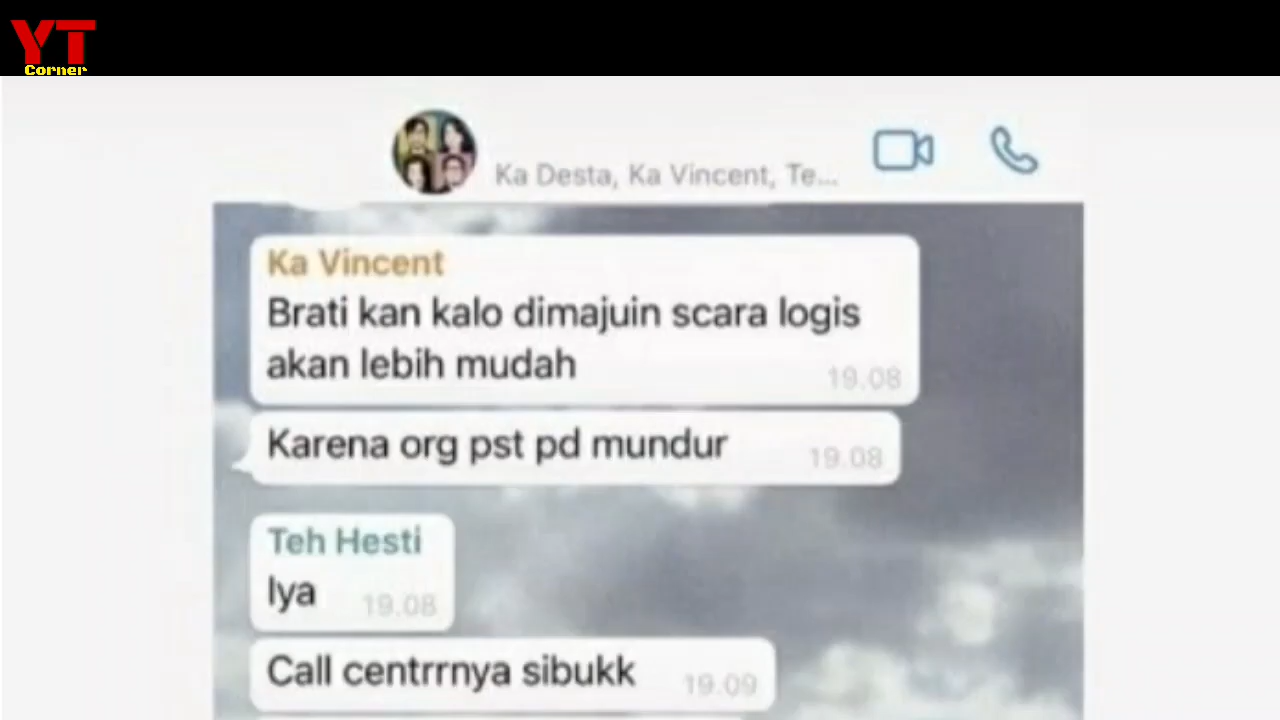 YT
Corner
Ka Desta, Ka Vincent, Te...
Ka Vincent
Brati kan kalo dimajuin scara logis
akan lebih mudah
19.08
Karena org pst pd mundur
19.08
Teh Hesti
Iya
19.08
Call centrrnya sibukk
19.09